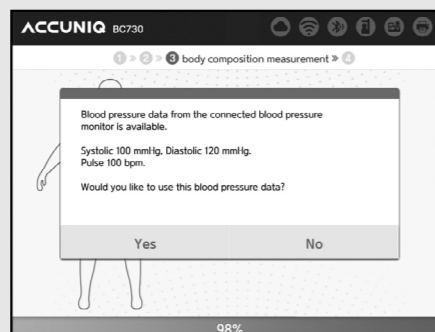 ACCUNIQ BC730
1 » 2 » 3 body composition measurement » 4
Blood pressure data from the connected blood pressure
monitor is available.
Systolic 100 mmHg, Diastolic 120 mmHg.
Pulse 100 bpm.
Would you like to use this blood pressure data?
Yes No
98%